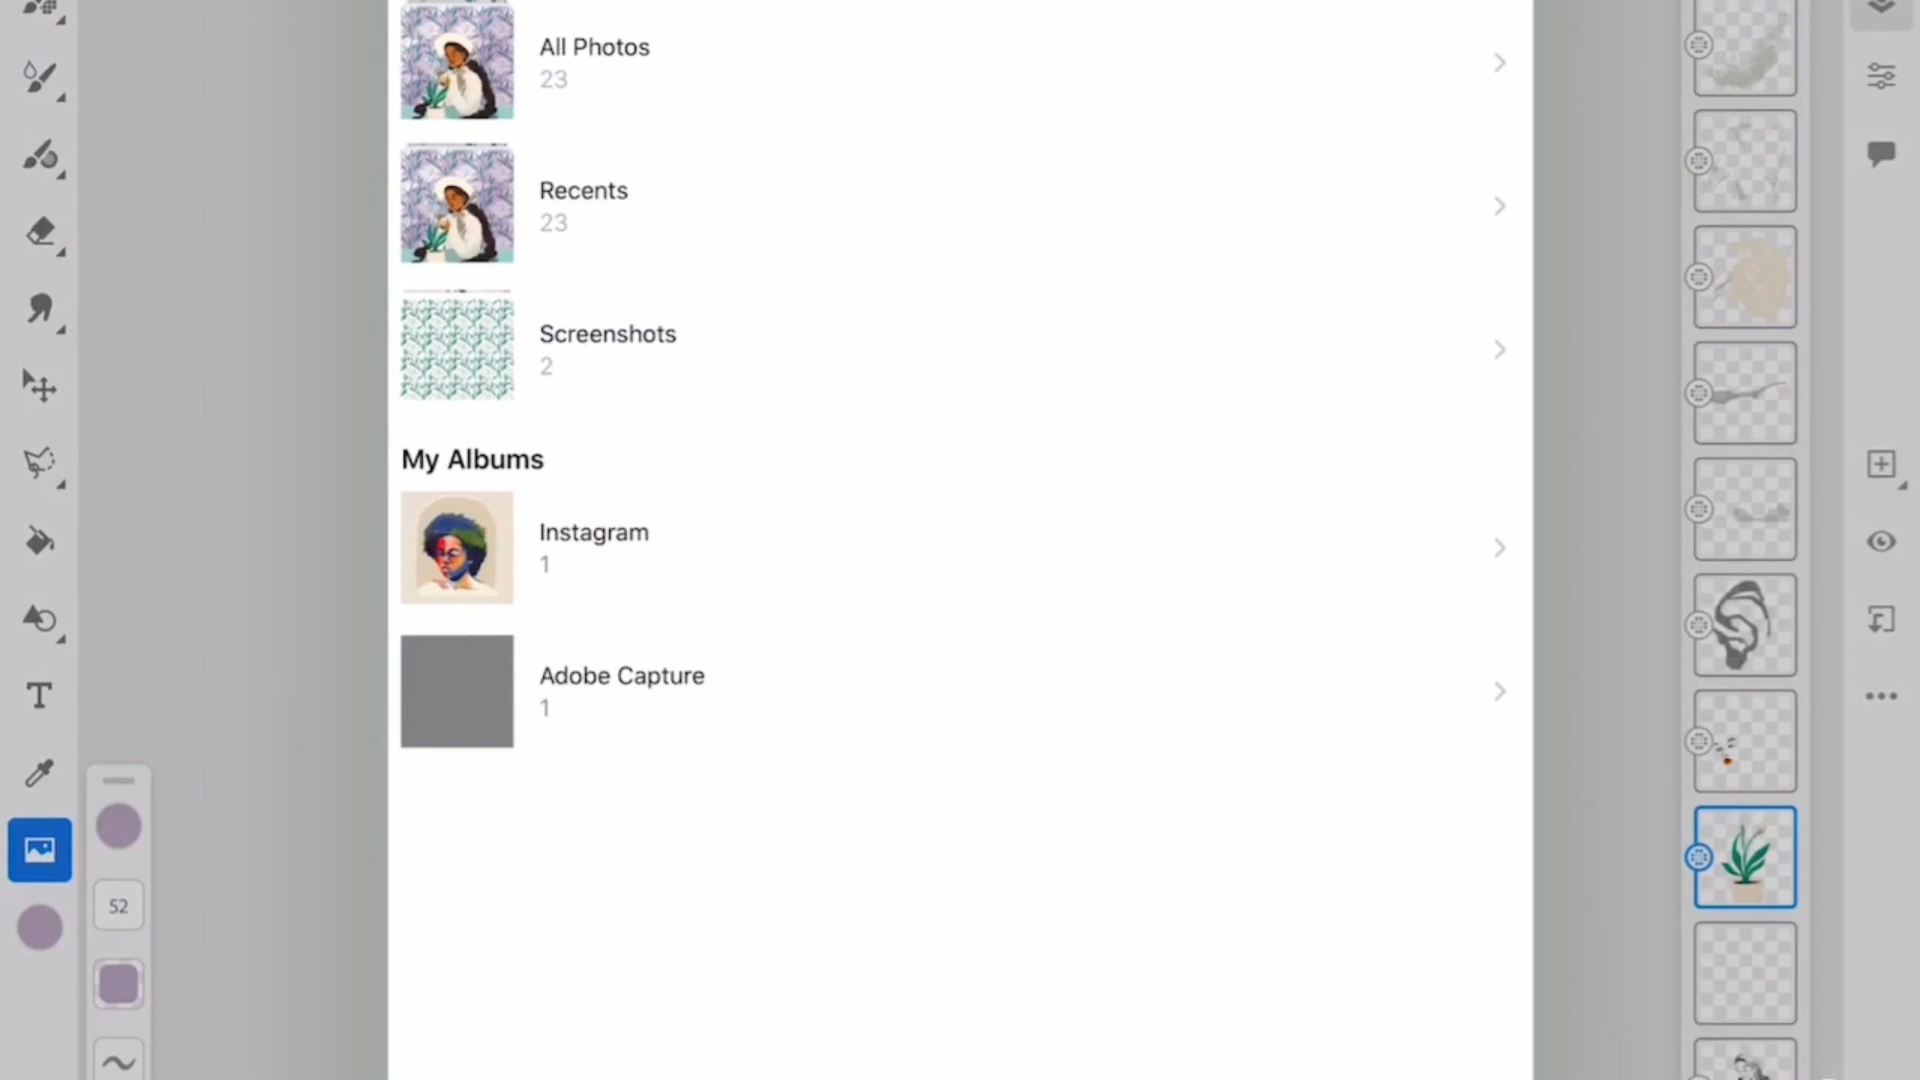 All Photos
23
Recents
23
Screenshots
2
My Albums
Instagram
1
Adobe Capture
1
52